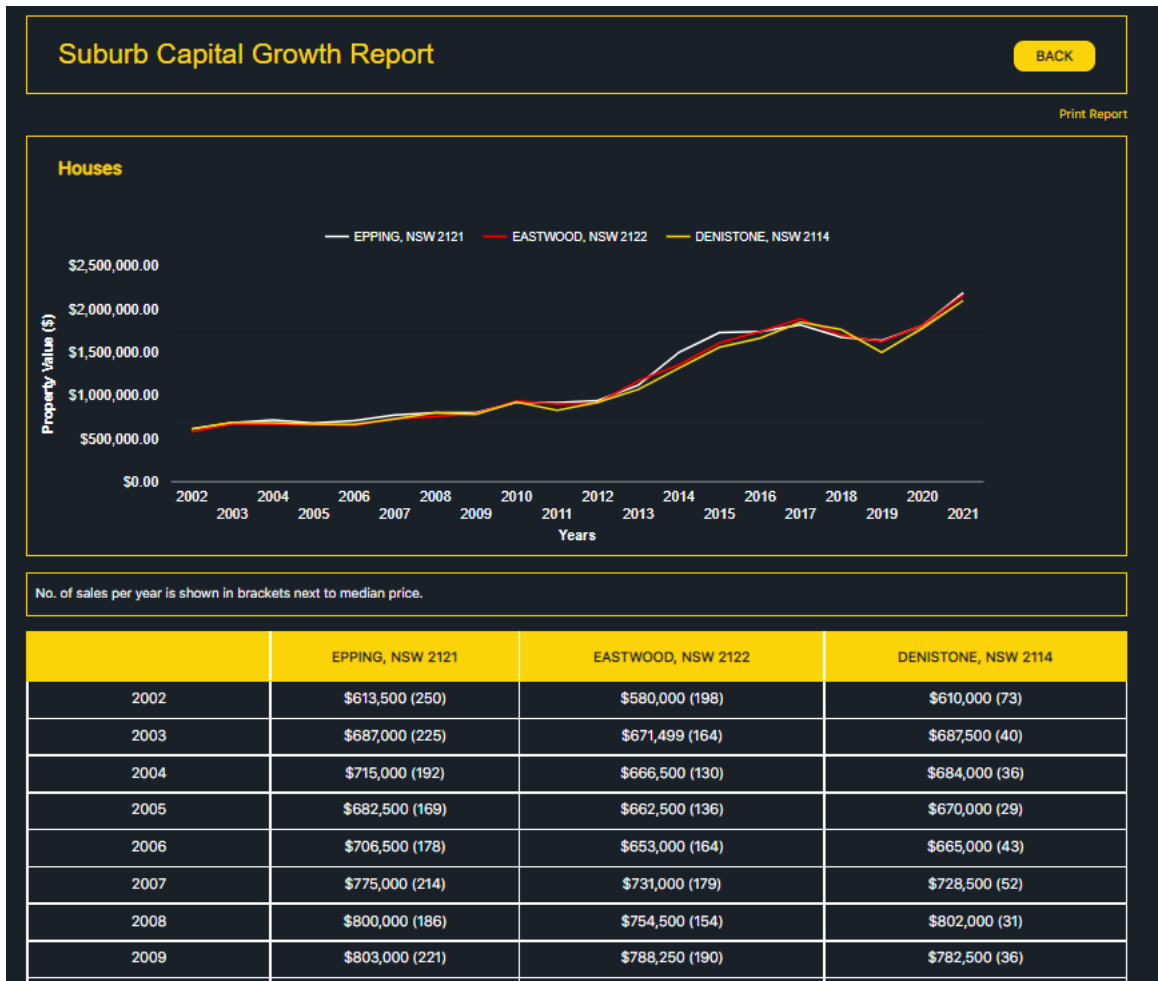 Suburb Capital Growth Report
BACK
Print Report
Houses
EPPING, NSW 2121 EASTWOOD, NSW 2122 DENISTONE, NSW 2114
$2,500,000.00
$2,000,000.00
$1,500,000.00
$1,000,000.00
$500,000.00
$0.00
Property Value ($)
2002 2004 2006 2008 2010 2012 2014 2016 2018 2020
2003 2005 2007 2009 2011 2013 2015 2017 2019 2021
Years
No. of sales per year is shown in brackets next to median price.
EPPING, NSW 2121 EASTWOOD, NSW 2122 DENISTONE, NSW 2114
2002 $613,500 (250) $580,000 (198) $610,000 (73)
2003 $687,000 (225) $671,499 (164) $687,500 (40)
2004 $715,000 (192) $666,500 (130) $684,000 (36)
2005 $682,500 (169) $662,500 (136) $670,000 (29)
2006 $706,500 (178) $653,000 (164) $665,000 (43)
2007 $775,000 (214) $731,000 (179) $728,500 (52)
2008 $800,000 (186) $754,500 (154) $802,000 (31)
2009 $803,000 (221) $788,250 (190) $782,500 (36)